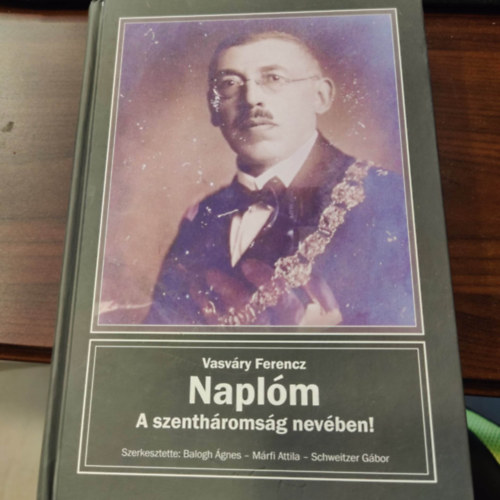 Vasváry Ferencz
Naplóm
A szentháromság nevében!
Szerkesztette: Balogh Ágnes – Márfi Attila – Schweitzer Gábor